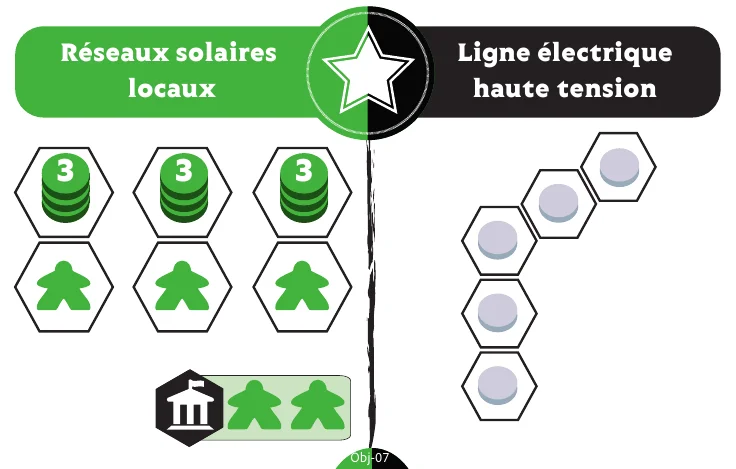 Réseaux solaires
locaux
Ligne électrique
haute tension
3 3 3
Obj-07